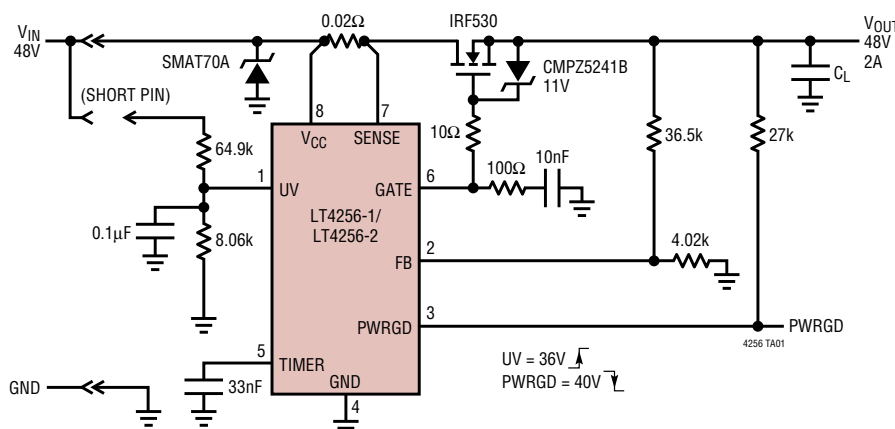 VIN
48V
0.02Ω
IRF530
VOUT
48V
2A
SMAT70A
CMPZ5241B
11V
CL
(SHORT PIN)
8
7
VCC
SENSE
10Ω
36.5k
27k
64.9k
100Ω
10nF
1
UV
GATE
6
LT4256-1/
LT4256-2
0.1µF
8.06k
FB
2
4.02k
PWRGD
3
PWRGD
4256 TA01
5
TIMER
UV = 36V
PWRGD = 40V
GND
33nF
GND
4